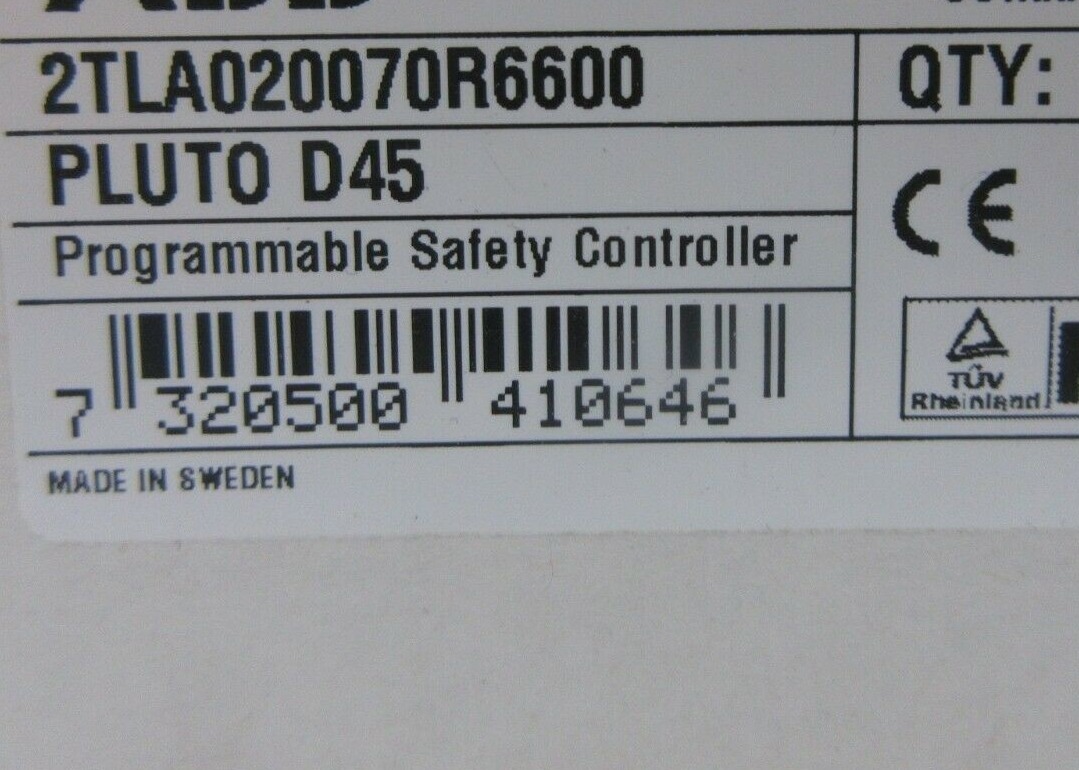 2TLA020070R6600
QTY:
PLUTO D45
CE
Programmable Safety Controller
7 320500 410646
TÜV
Rheinland
MADE IN SWEDEN